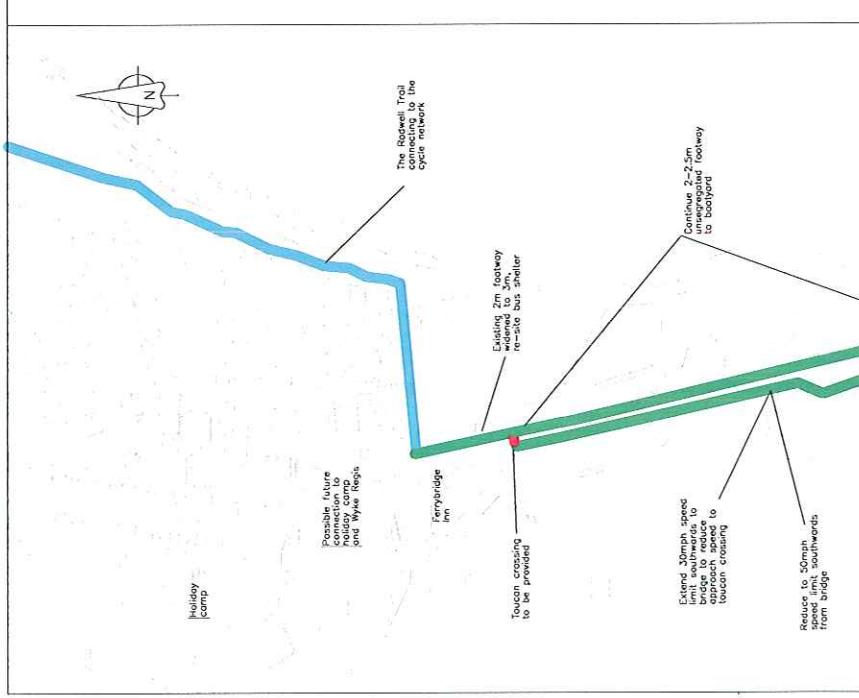 N
The Rodwell Trail
connecting to the
cycle network
Existing 2m footway
widened to 3m,
re-site bus shelter
Continue 2-2.5m
unsegregated footway
to boatyard
Possible future
connection to
holiday camp
and Wyke Regis
Holiday
camp
Ferrybridge
Inn
Toucan crossing
to be provided
Extend 30mph speed
limit southwards to
bridge to reduce
approach speed to
toucan crossing
Reduce to 50mph
speed limit southwards
from bridge